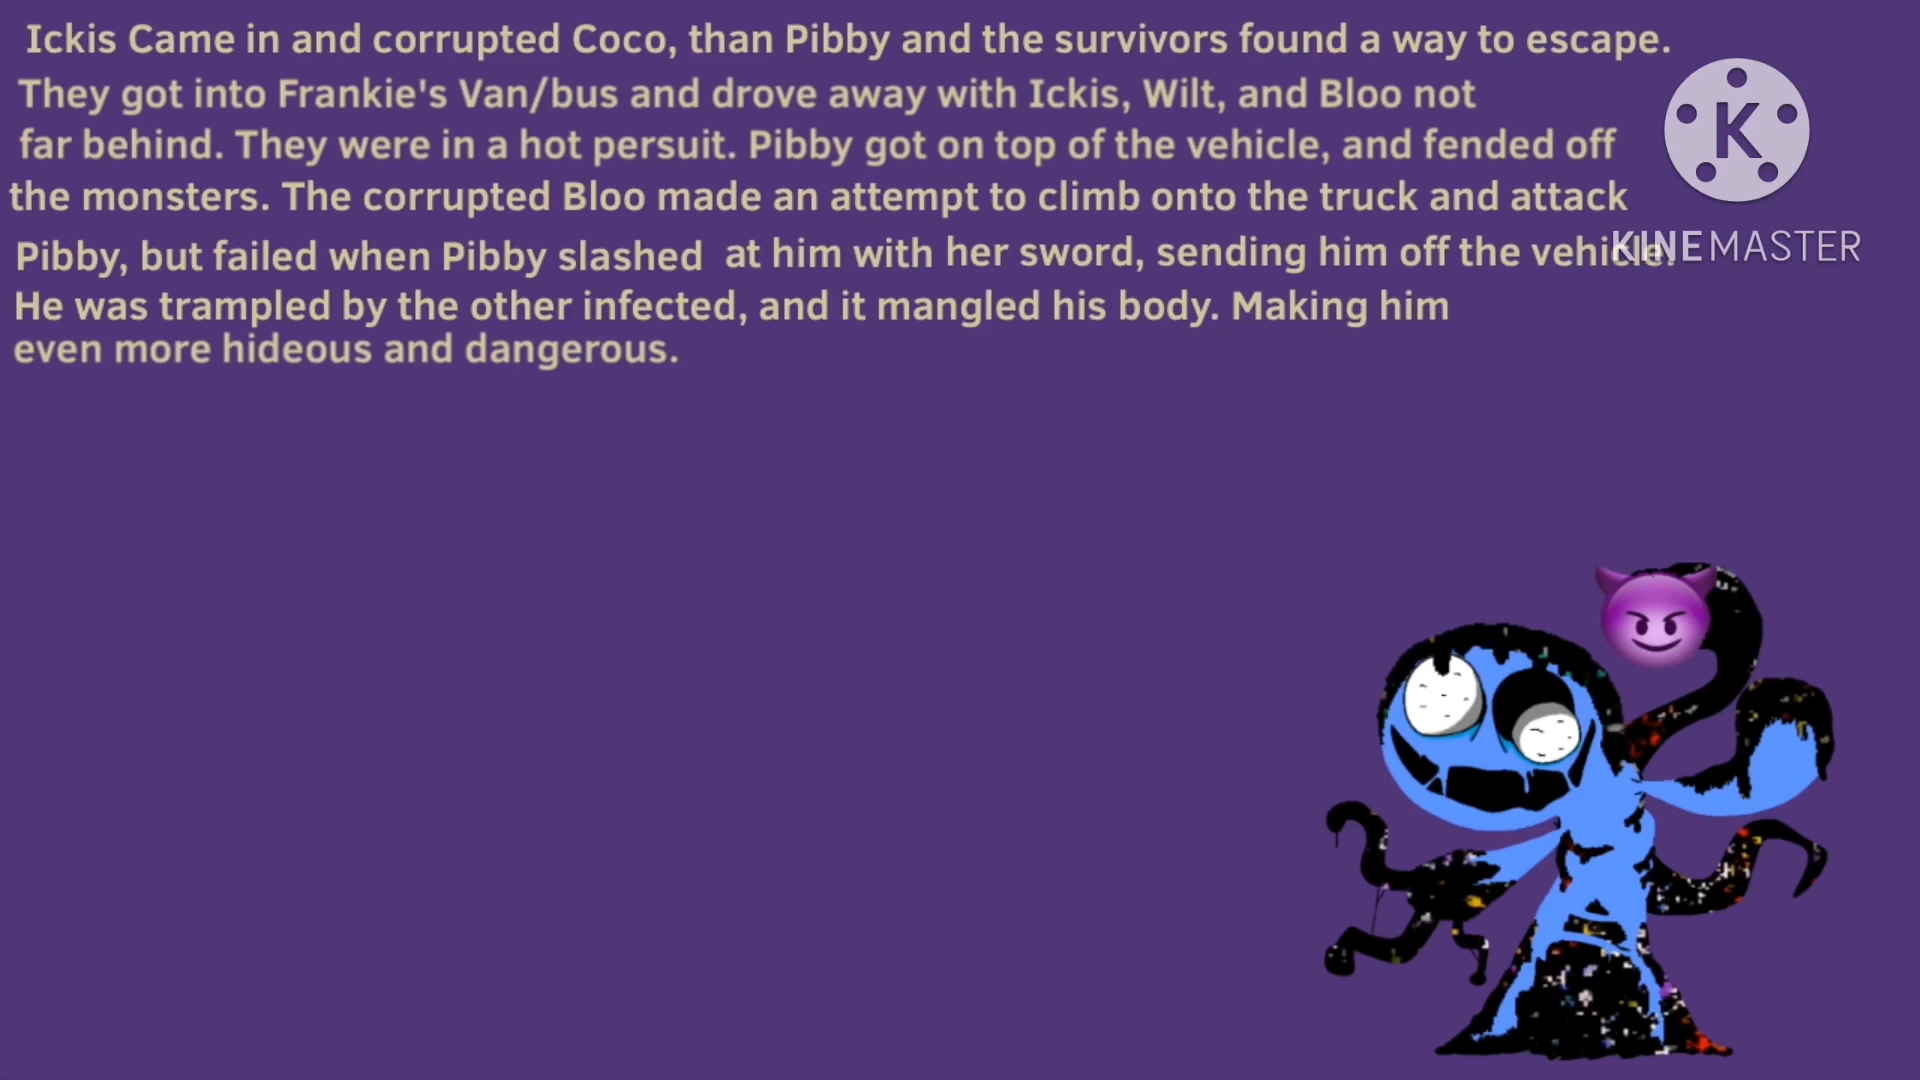 Ickis Came in and corrupted Coco, than Pibby and the survivors found a way to escape.
They got into Frankie's Van/bus and drove away with Ickis, Wilt, and Bloo not
far behind. They were in a hot persuit. Pibby got on top of the vehicle, and fended off
the monsters. The corrupted Bloo made an attempt to climb onto the truck and attack
Pibby, but failed when Pibby slashed at him with her sword, sending him off the vehicle.
He was trampled by the other infected, and it mangled his body. Making him
even more hideous and dangerous.
K
KINEMASTER